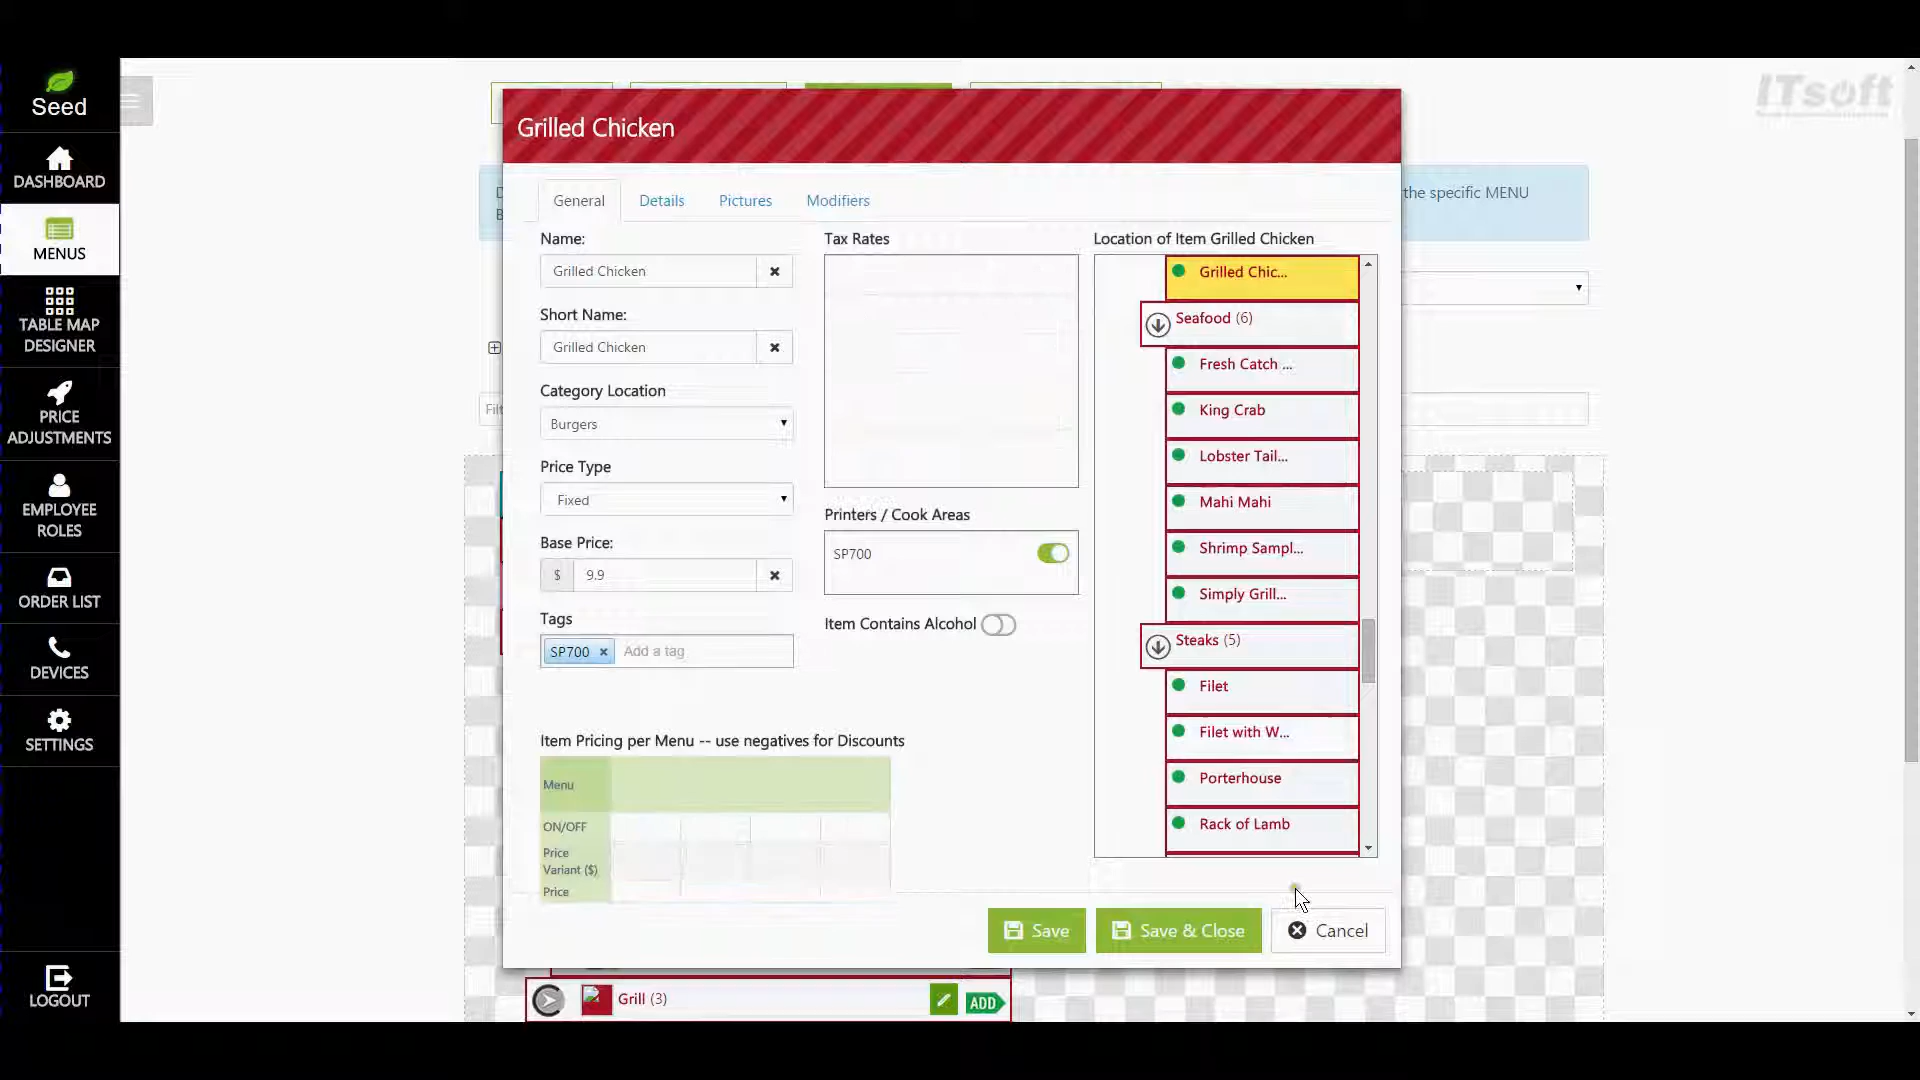 Seed
DASHBOARD
MENUS
TABLE MAP
DESIGNER
PRICE
ADJUSTMENTS
EMPLOYEE
ROLES
ORDER LIST
DEVICES
SETTINGS
LOGOUT
ITsoft
the specific MENU
Grilled Chicken
General
Details
Pictures
Modifiers
Name:
Grilled Chicken
Short Name:
Grilled Chicken
Category Location
Burgers
Price Type
Fixed
Base Price:
$ 9.9
Tags
SP700 × Add a tag
Tax Rates
Printers / Cook Areas
SP700
Item Contains Alcohol
Location of Item Grilled Chicken
Grilled Chic...
Seafood (6)
Fresh Catch ...
King Crab
Lobster Tail...
Mahi Mahi
Shrimp Sampl...
Simply Grill...
Steaks (5)
Filet
Filet with W...
Porterhouse
Rack of Lamb
Item Pricing per Menu -- use negatives for Discounts
Menu
ON/OFF
Price
Variant ($)
Price
Save
Save & Close
Cancel
Grill (3)
ADD